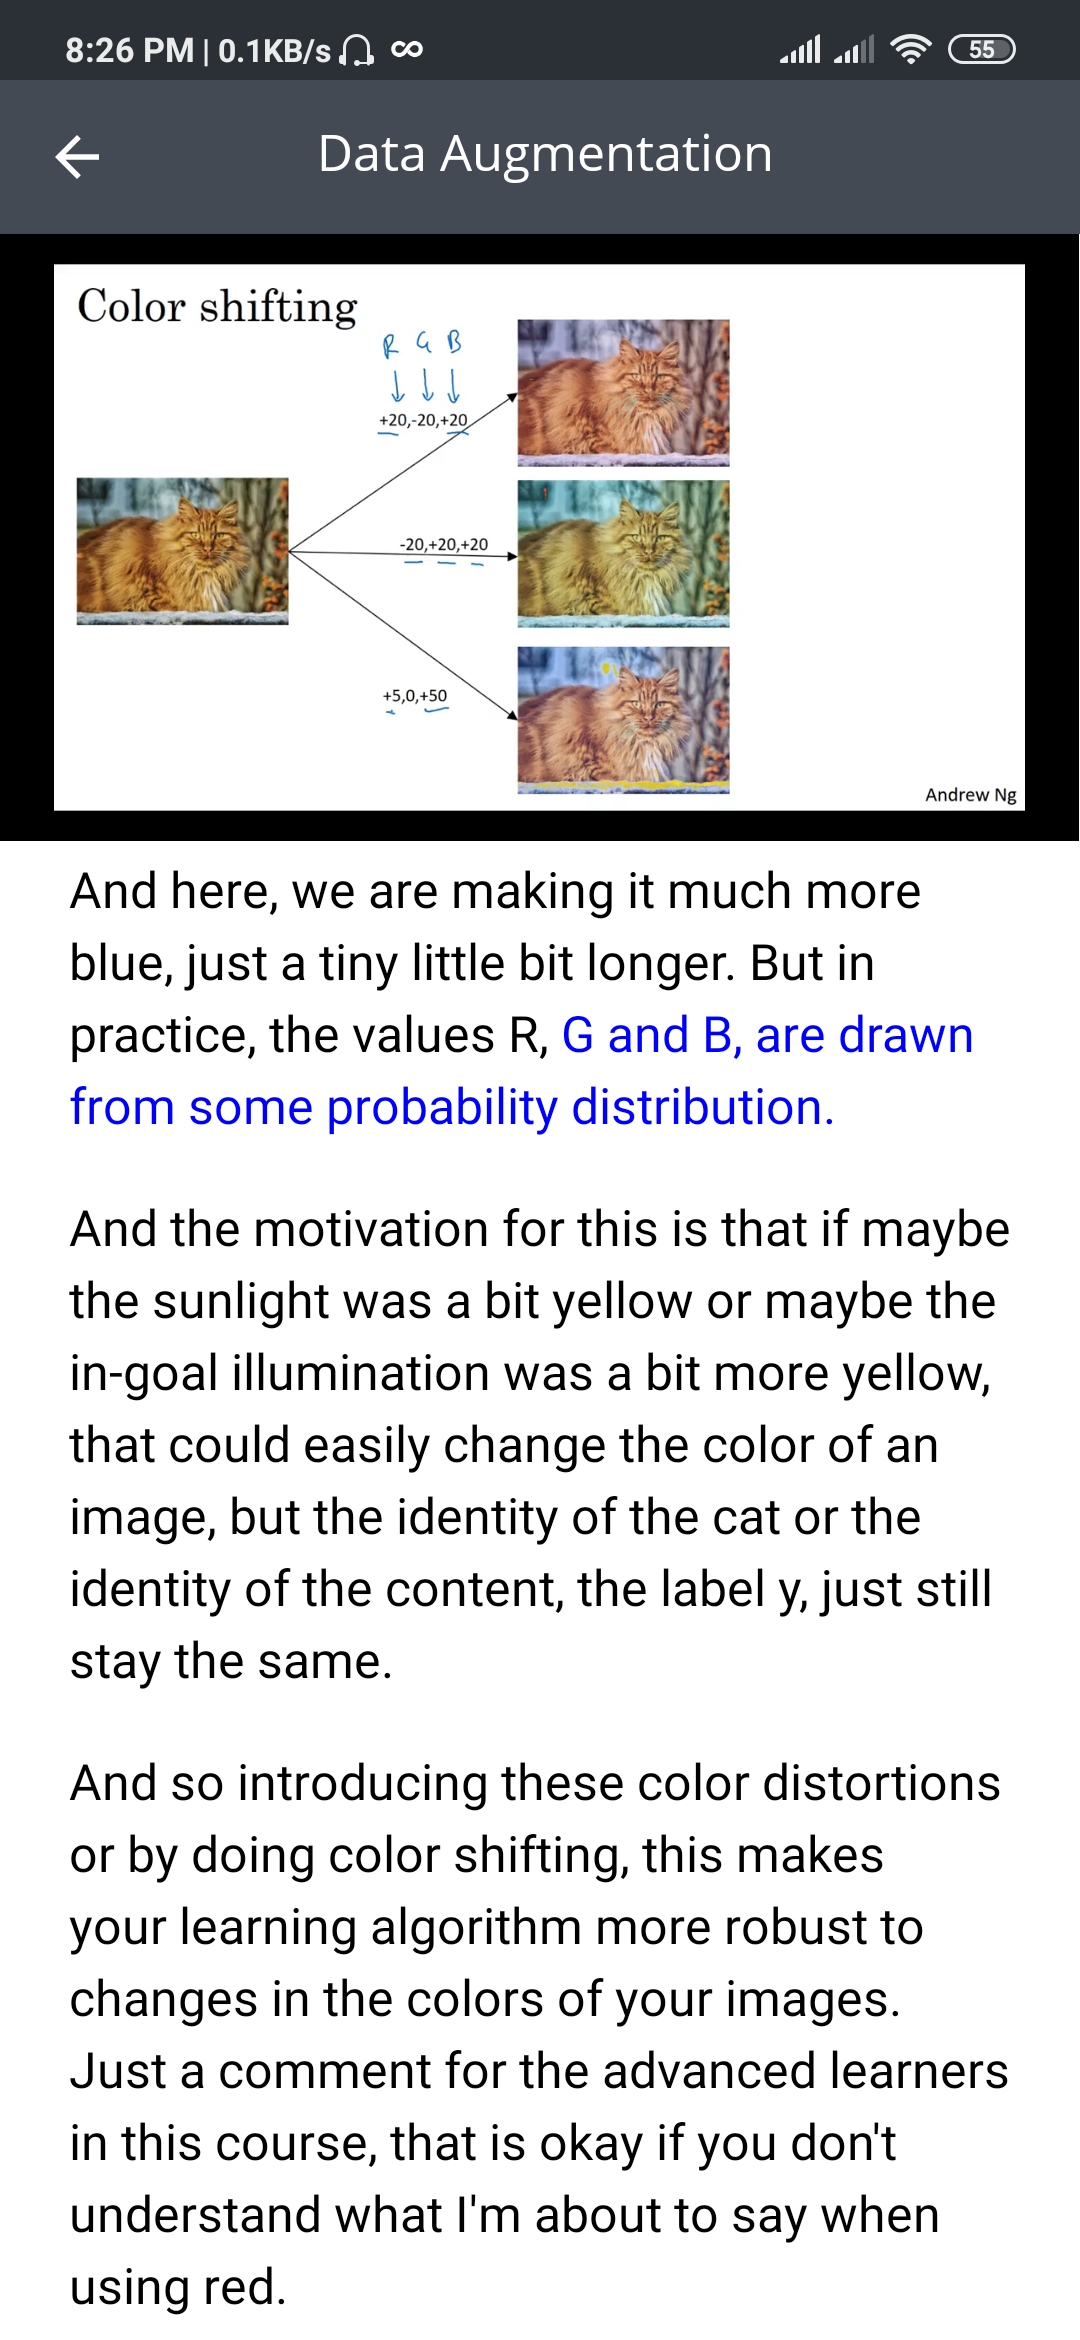 8:26 PM | 0.1KB/s
55
Data Augmentation
Color shifting
R G B
+20,-20,+20
-20,+20,+20
+5,0,+50
Andrew Ng
And here, we are making it much more
blue, just a tiny little bit longer. But in
practice, the values R, G and B, are drawn
from some probability distribution.
And the motivation for this is that if maybe
the sunlight was a bit yellow or maybe the
in-goal illumination was a bit more yellow,
that could easily change the color of an
image, but the identity of the cat or the
identity of the content, the label y, just still
stay the same.
And so introducing these color distortions
or by doing color shifting, this makes
your learning algorithm more robust to
changes in the colors of your images.
Just a comment for the advanced learners
in this course, that is okay if you don't
understand what I'm about to say when
using red.